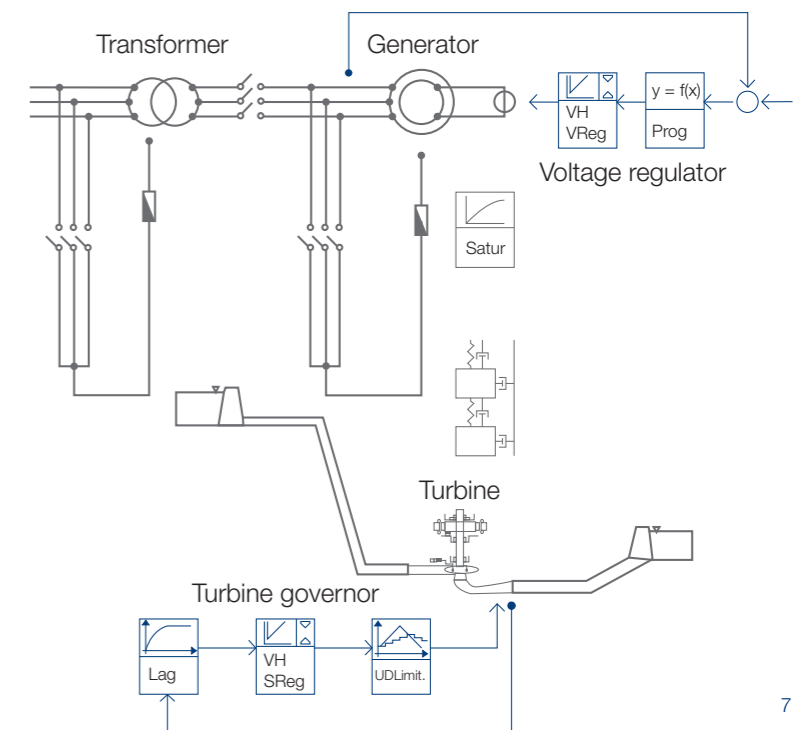 Transformer
Generator
y = f(x)
VH
VReg
Prog
Voltage regulator
Satur
Turbine
Turbine governor
Lag
VH
SReg
UDLimit.
7